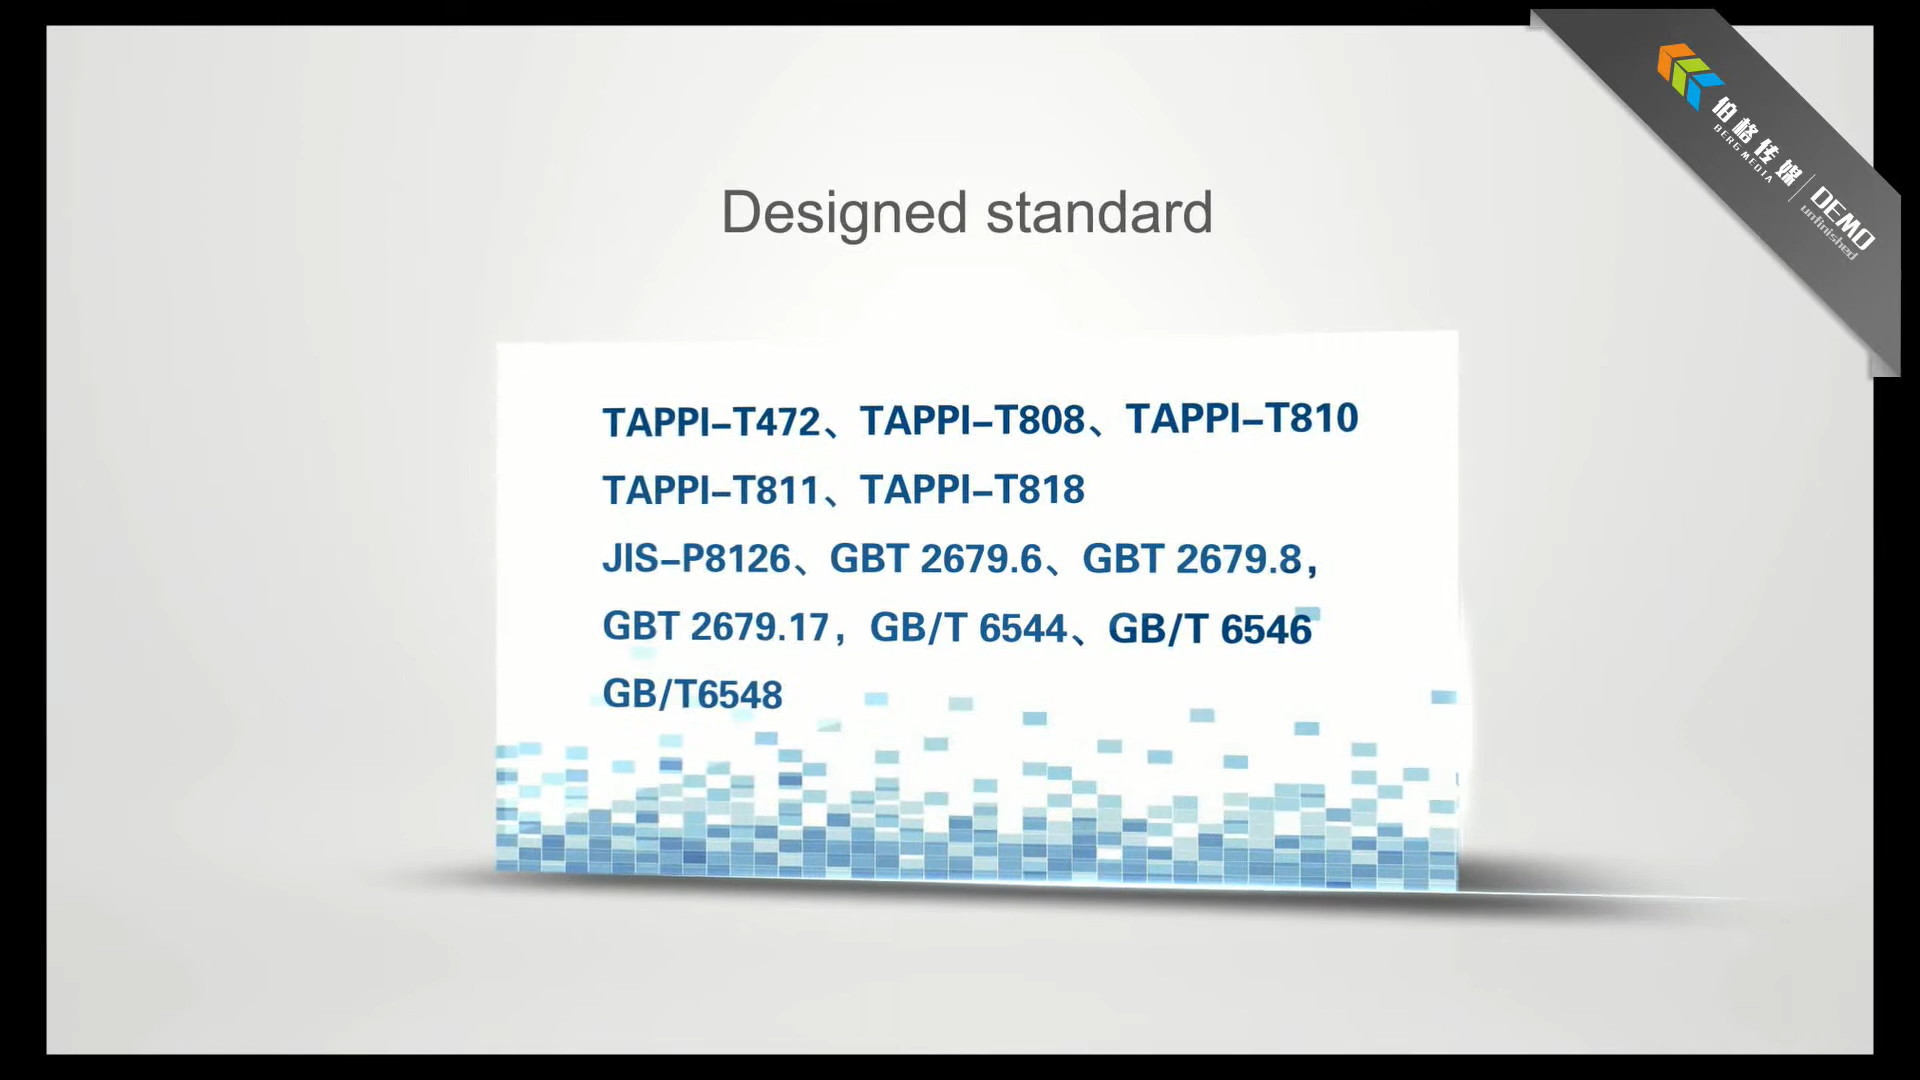 伯格传媒
BERG MEDIA
DEMO
unfinished
Designed standard
TAPPI-T472、TAPPI-T808、TAPPI-T810
TAPPI-T811、TAPPI-T818
JIS-P8126、GBT 2679.6、GBT 2679.8,
GBT 2679.17, GB/T 6544、GB/T 6546
GB/T6548